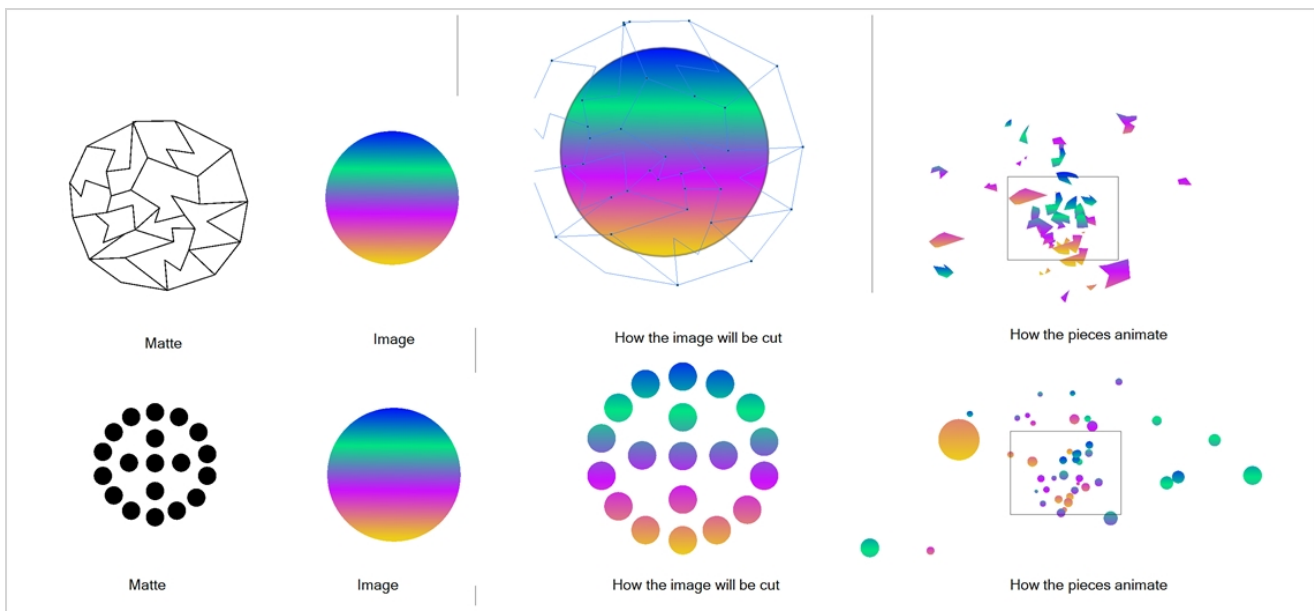 Matte
Image
How the image will be cut
How the pieces animate
Matte
Image
How the image will be cut
How the pieces animate